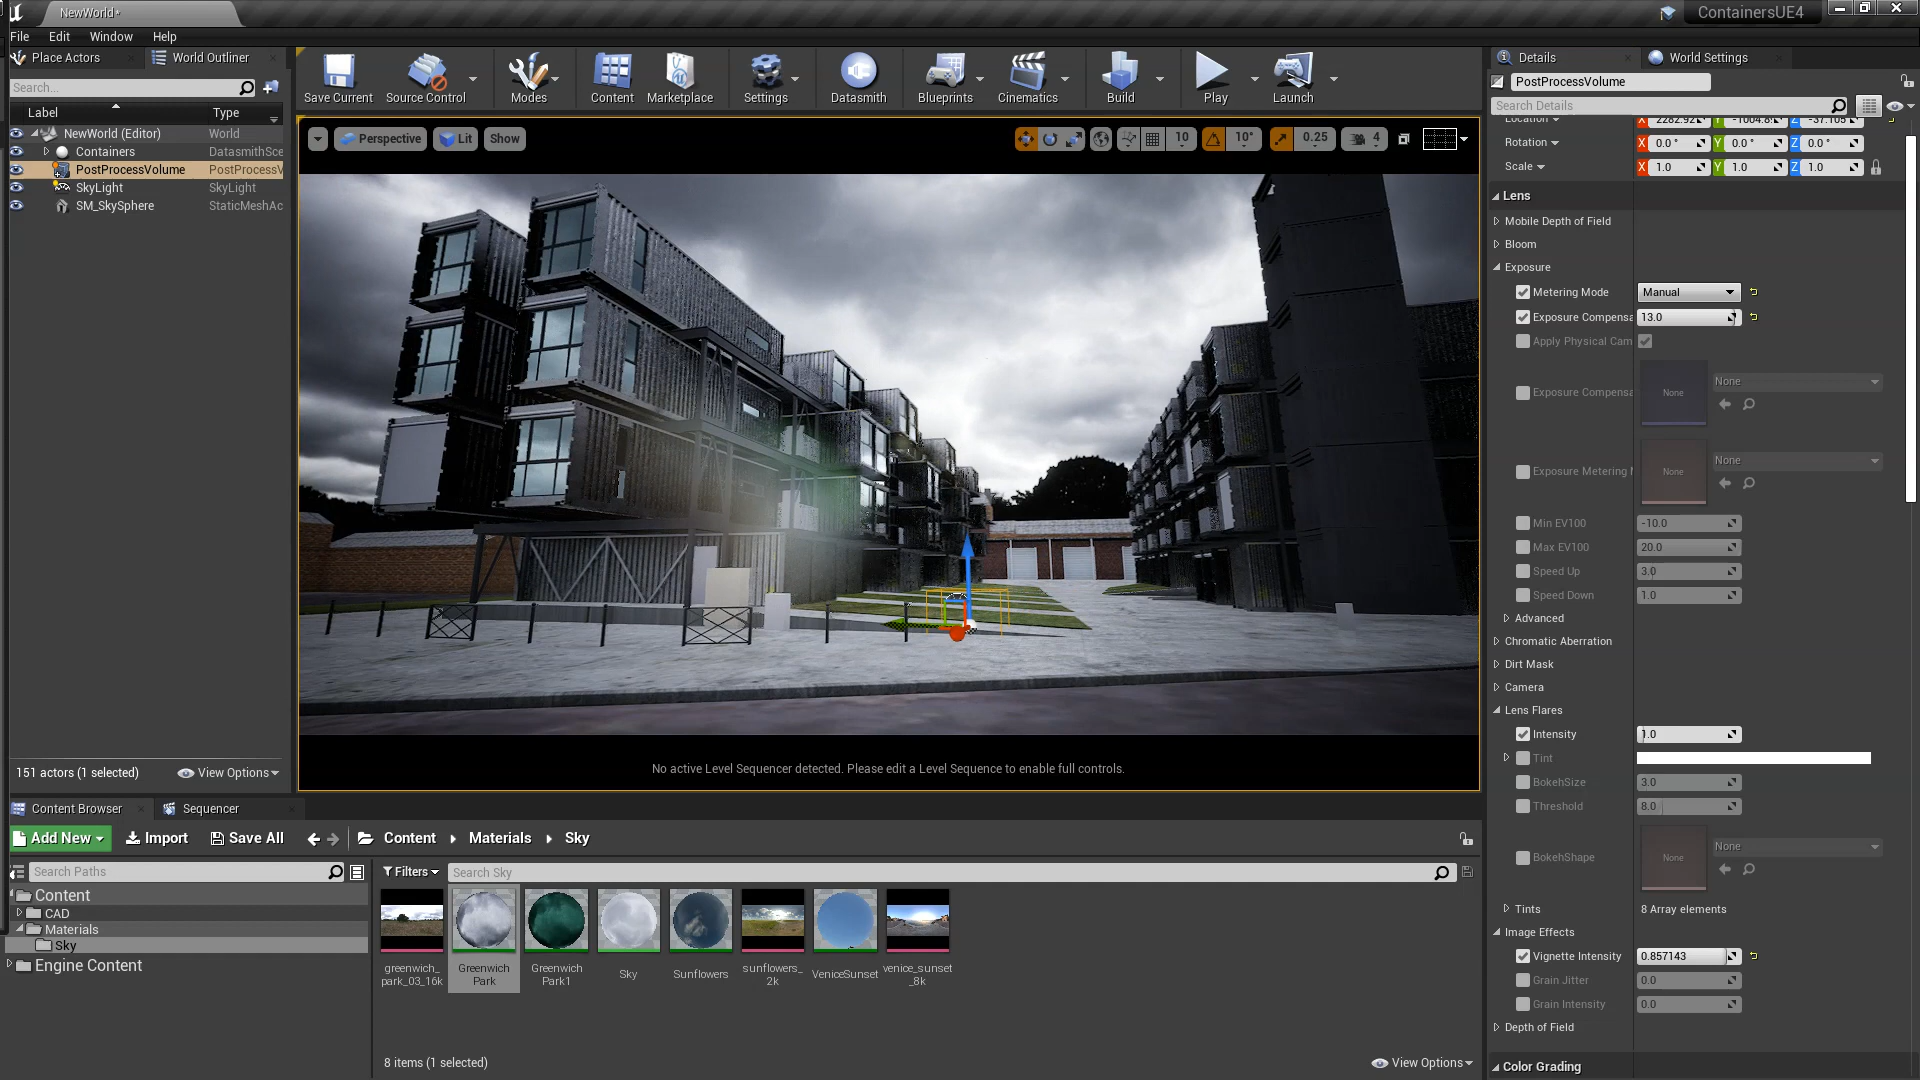 NewWorld*
ContainersUE4
File Edit Window Help
Place Actors
World Outliner
Search...
Label Type
NewWorld (Editor) World
Containers DatasmithSce
PostProcessVolume PostProcessV
SkyLight SkyLight
SM_SkySphere StaticMeshAc
151 actors (1 selected)
View Options
Save Current
Source Control
Modes
Content
Marketplace
Settings
Datasmith
Blueprints
Cinematics
Build
Play
Launch
Perspective
Lit
Show
10
10°
0.25
4
No active Level Sequencer detected. Please edit a Level Sequence to enable full controls.
Content Browser
Sequencer
Add New
Import
Save All
Content
Materials
Sky
Search Paths
Filters
Search Sky
Content
CAD
Materials
Sky
Engine Content
greenwich_
park_03_16k
Greenwich
Park
Greenwich
Park1
Sky
Sunflowers
sunflowers_
2k
VeniceSunset
venice_sunset
_8k
8 items (1 selected)
View Options
Details
World Settings
PostProcessVolume
Search Details
Location
Rotation X 0.0 ° Y 0.0 ° Z 0.0 °
Scale X 1.0 Y 1.0 Z 1.0
Lens
Mobile Depth of Field
Bloom
Exposure
Metering Mode Manual
Exposure Compensa 13.0
Apply Physical Cam
Exposure Compensa None None
Exposure Metering None None
Min EV100 -10.0
Max EV100 20.0
Speed Up 3.0
Speed Down 1.0
Advanced
Chromatic Aberration
Dirt Mask
Camera
Lens Flares
Intensity 1.0
Tint
BokehSize 3.0
Threshold 8.0
BokehShape None None
Tints 8 Array elements
Image Effects
Vignette Intensity 0.857143
Grain Jitter 0.0
Grain Intensity 0.0
Depth of Field
Color Grading